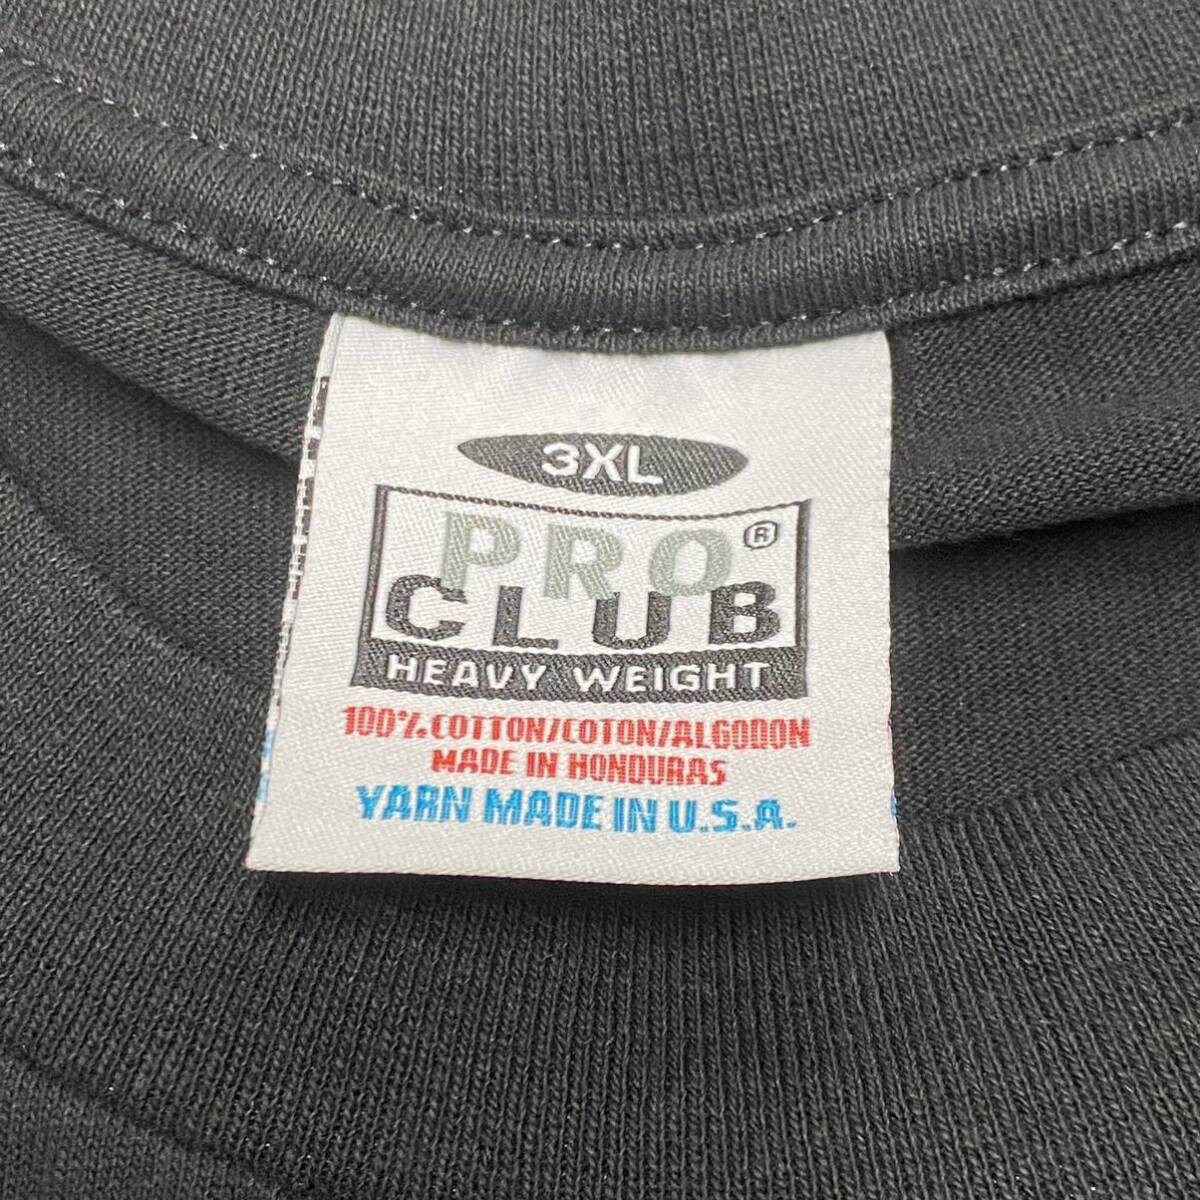 3XL
PRO®
CLUB
HEAVY WEIGHT
100% COTTON/COTON/ALGODON
MADE IN HONDURAS
YARN MADE IN U.S.A.